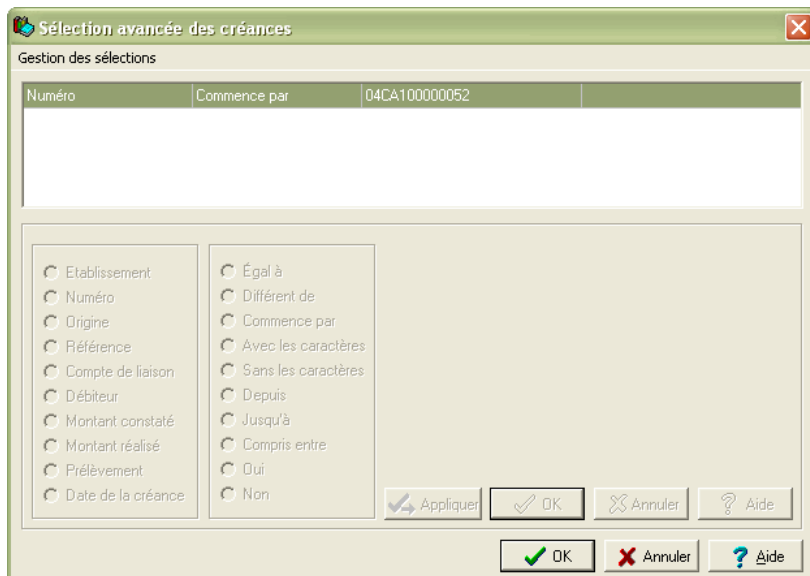 Sélection avancée des créances
Gestion des sélections
Numéro Commence par 04CA100000052
Etablissement
Numéro
Origine
Référence
Compte de liaison
Débiteur
Montant constaté
Montant réalisé
Prélèvement
Date de la créance
Égal à
Différent de
Commence par
Avec les caractères
Sans les caractères
Depuis
Jusqu'à
Compris entre
Oui
Non
Appliquer OK Annuler Aide
OK Annuler Aide